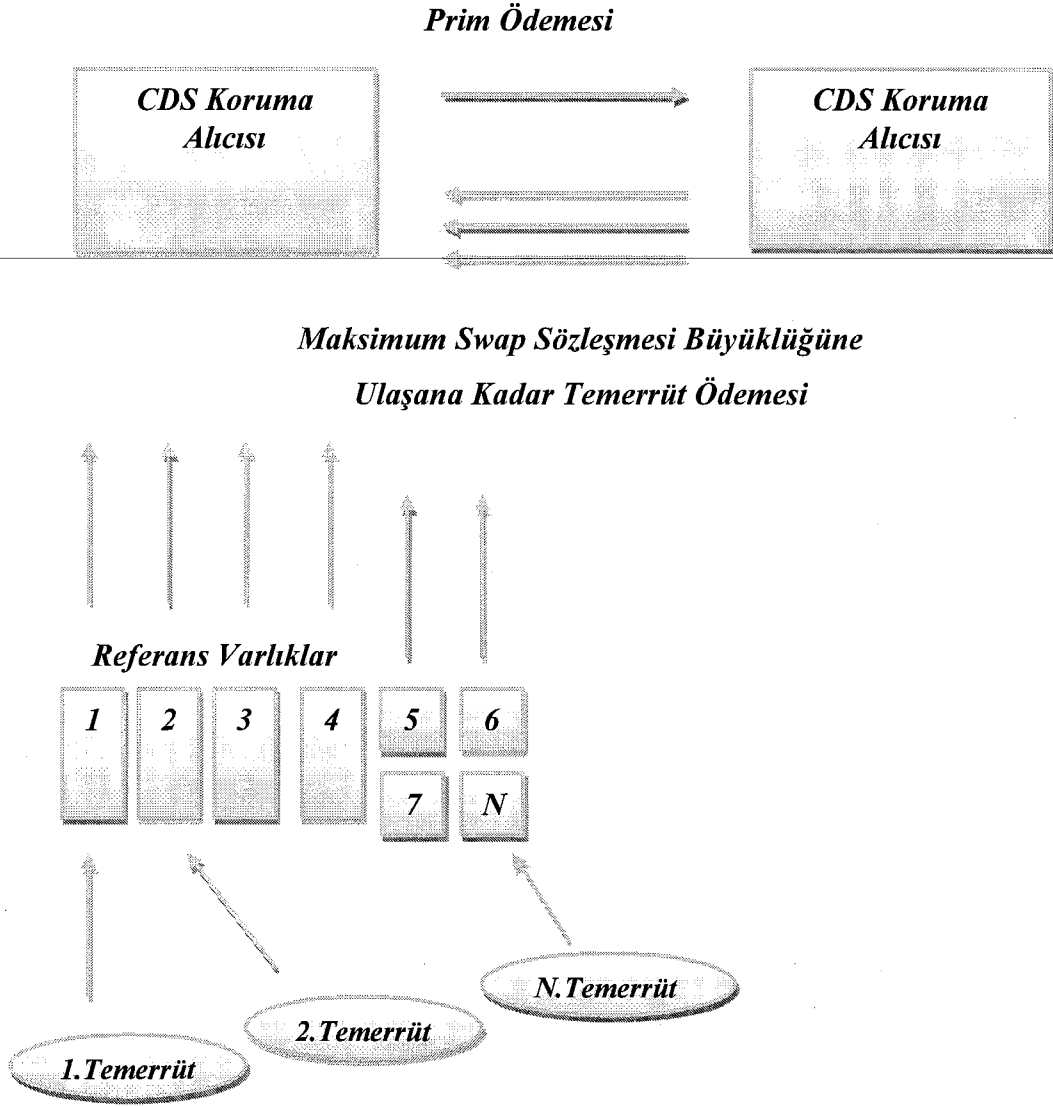 Prim Ödemesi
CDS Koruma
Alıcısı
CDS Koruma
Alıcısı
Maksimum Swap Sözleşmesi Büyüklüğüne
Ulaşana Kadar Temerrüt Ödemesi
Referans Varlıklar
1 2 3 4 5 6
7 N
N.Temerrüt
2.Temerrüt
1.Temerrüt